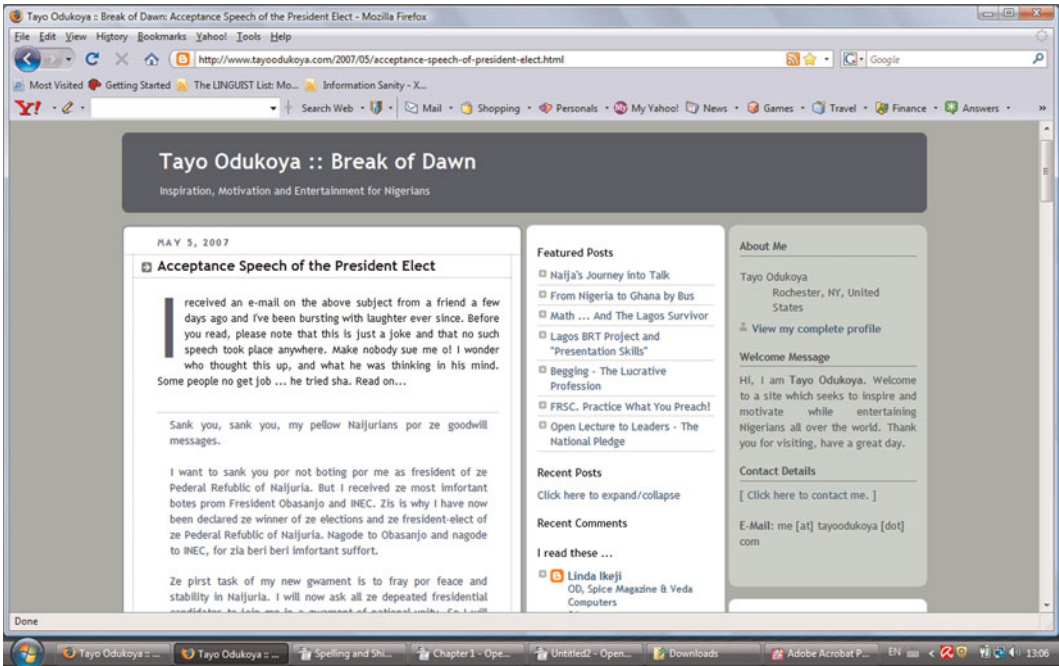 Tayo Odukoya :: Break of Dawn: Acceptance Speech of the President Elect - Mozilla Firefox
File Edit View History Bookmarks Yahoo! Tools Help
http://www.tayoodukoya.com/2007/05/acceptance-speech-of-president-elect.html
Google
Most Visited Getting Started The LINGUIST List: Mo... Information Sanity - X...
Y! Search Web Mail Shopping Personals My Yahoo! News Games Travel Finance Answers »
Tayo Odukoya :: Break of Dawn
Inspiration, Motivation and Entertainment for Nigerians
MAY 5, 2007
Acceptance Speech of the President Elect
I received an e-mail on the above subject from a friend a few
days ago and I've been bursting with laughter ever since. Before
you read, please note that this is just a joke and that no such
speech took place anywhere. Make nobody sue me o! I wonder
who thought this up, and what he was thinking in his mind.
Some people no get job ... he tried sha. Read on...
Sank you, sank you, my pellow Naijurians por ze goodwill
messages.
I want to sank you por not boting por me as fresident of ze
Pederal Refublic of Naijuria. But I received ze most imfortant
botes prom Fresident Obasanjo and INEC. Zis is why I have now
been declared ze winner of ze elections and ze fresident-elect of
ze Pederal Refublic of Naijuria. Nagode to Obasanjo and nagode
to INEC, for zia beri beri imfortant suffort.
Ze pirst task of my new gwament is to fray por feace and
stability in Naijuria. I will now ask all ze depeated fresidential
candidates to join me in a gwament of national unity. So I will
Featured Posts
Naija's Journey into Talk
From Nigeria to Ghana by Bus
Math ... And The Lagos Survivor
Lagos BRT Project and
"Presentation Skills"
Begging - The Lucrative
Profession
FRSC. Practice What You Preach!
Open Lecture to Leaders - The
National Pledge
Recent Posts
Click here to expand/collapse
Recent Comments
I read these ...
Linda Ikeji
OD, Spice Magazine & Veda
Computers
About Me
Tayo Odukoya
Rochester, NY, United
States
View my complete profile
Welcome Message
Hi, I am Tayo Odukoya. Welcome
to a site which seeks to inspire and
motivate while entertaining
Nigerians all over the world. Thank
you for visiting, have a great day.
Contact Details
[ Click here to contact me. ]
E-Mail: me [at] tayoodukoya [dot]
com
Done
Tayo Odukoya :: ... Tayo Odukoya :: ... Spelling and Shi... Chapter 1 - Ope... Untitled2 - Open... Downloads Adobe Acrobat P... EN 13:06